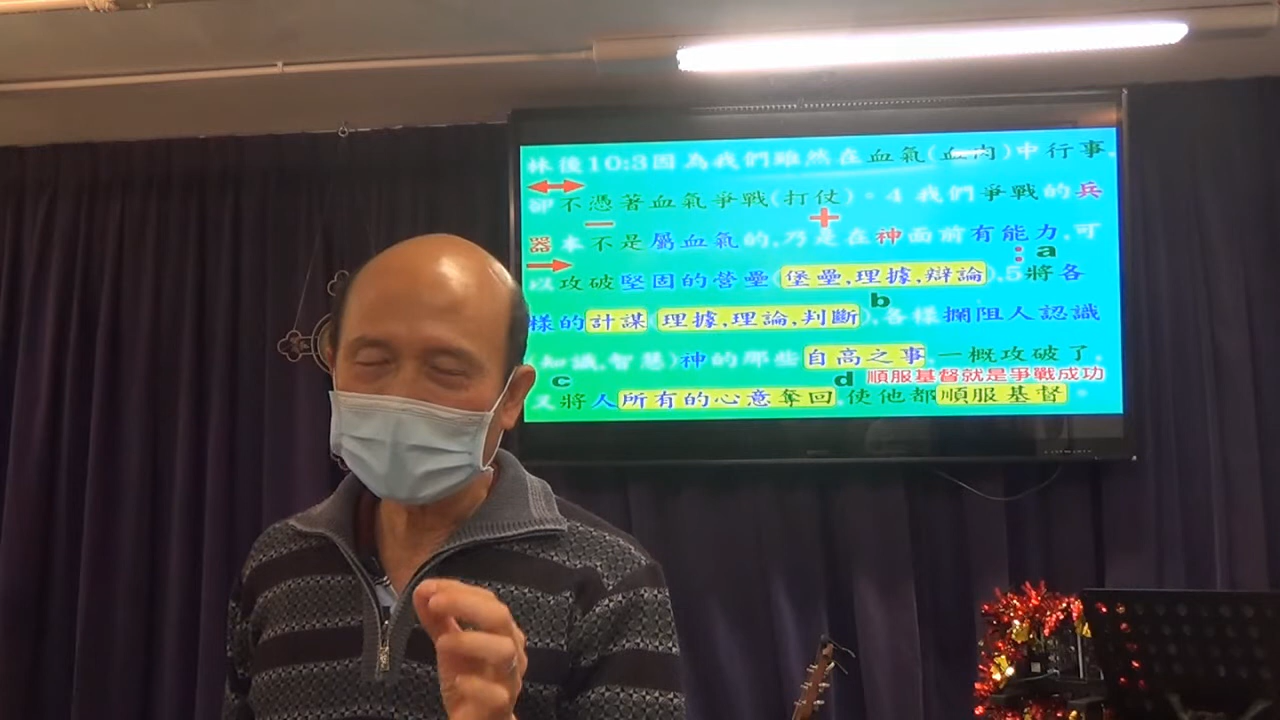 林後10:3因為我們雖然在血氣(血肉)中行事,
卻不憑著血氣爭戰(打仗)。4 我們爭戰的兵
器本不是屬血氣的,乃是在神面前有能力,可
a
以攻破堅固的營壘(堡壘,理據,辯論),5將各
b
樣的計謀(理據,理論,判斷),各樣攔阻人認識
(知識,智慧)神的那些自高之事,一概攻破了,
c d 順服基督就是爭戰成功
又將人所有的心意奪回,使他都順服基督。